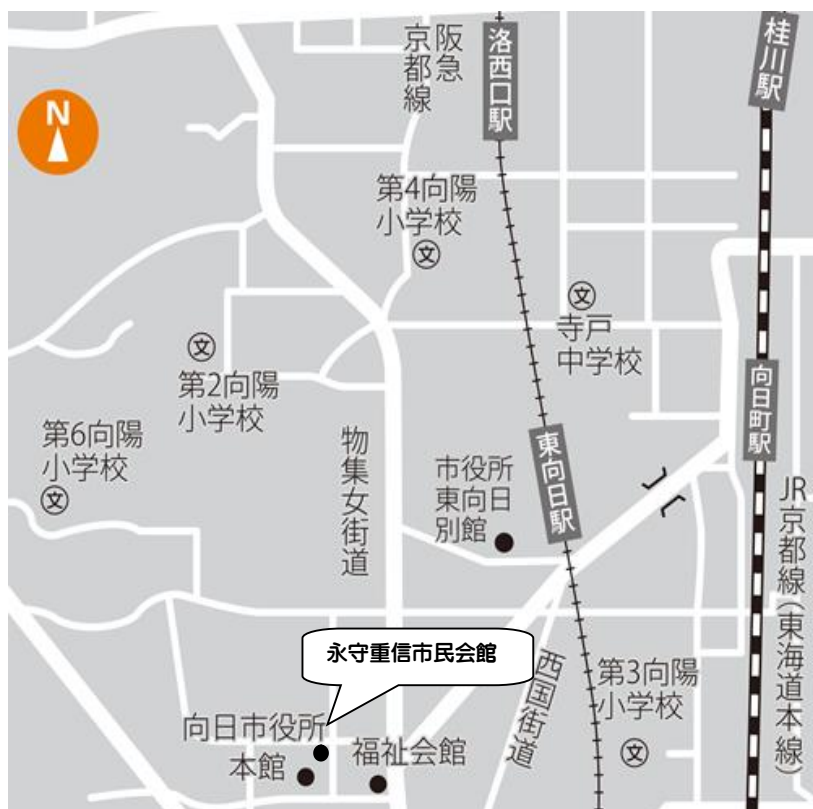 阪急
京都線
洛西口駅
桂川駅
N
第4向陽
小学校
文
文
寺戸
中学校
文
第2向陽
小学校
向日町駅
第6向陽
小学校
文
物集女街道
市役所
東向日
別館
東向日駅
JR京都線(東海道本線)
永守重信市民会館
西国街道
第3向陽
小学校
文
向日市役所
本館
福祉会館